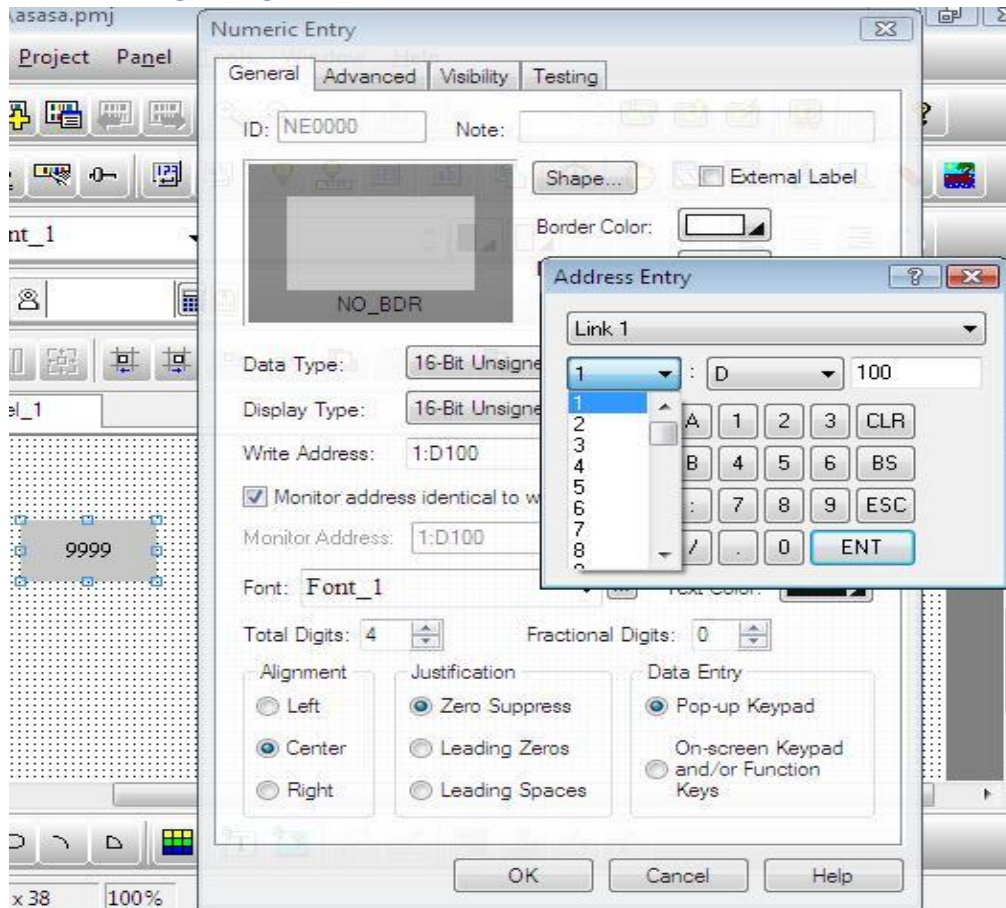 \asasa.pmj
Numeric Entry
Project Panel
General Advanced Visibility Testing
ID: NE0000 Note:
Shape... External Label
nt_1
Border Color:
NO_BDR
Address Entry
Link 1
Data Type: 16-Bit Unsigne
1 : D 100
el_1
Display Type: 16-Bit Unsigne
1
2
3
4
5
6
7
8
A 1 2 3 CLR
B 4 5 6 BS
: 7 8 9 ESC
/ . 0 ENT
Write Address: 1:D100
Monitor address identical to w
9999
Monitor Address: 1:D100
Font: Font_1 ... Text Color:
Total Digits: 4 Fractional Digits: 0
Alignment Justification Data Entry
Left Zero Suppress Pop-up Keypad
Center Leading Zeros On-screen Keypad
and/or Function
Keys
Right Leading Spaces
OK Cancel Help
x 38 100%